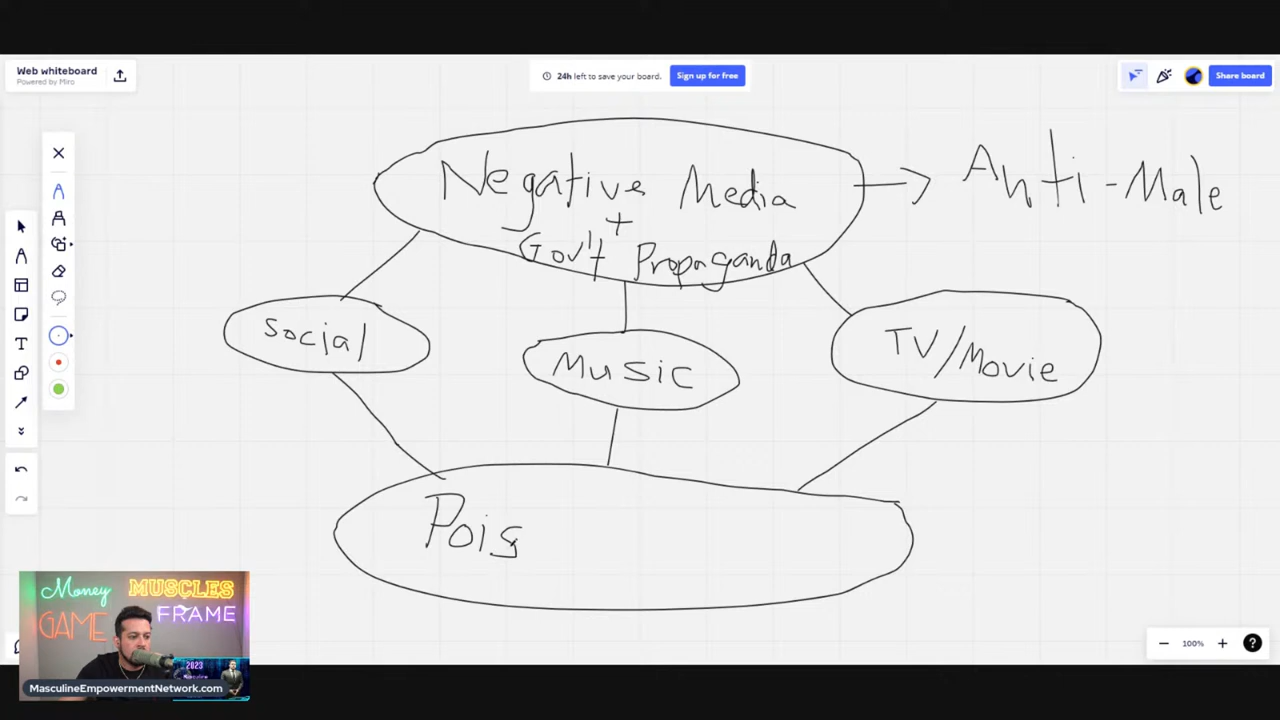 Web whiteboard
Powered by Miro
24h left to save your board.
Sign up for free
Share board
Negative Media
+
Gov't Propaganda
Anti-Male
Social
Music
TV/Movie
Pois
100%
Money
MUSCLES
GAME
FRAME
2023
MasculineEmpowermentNetwork.com